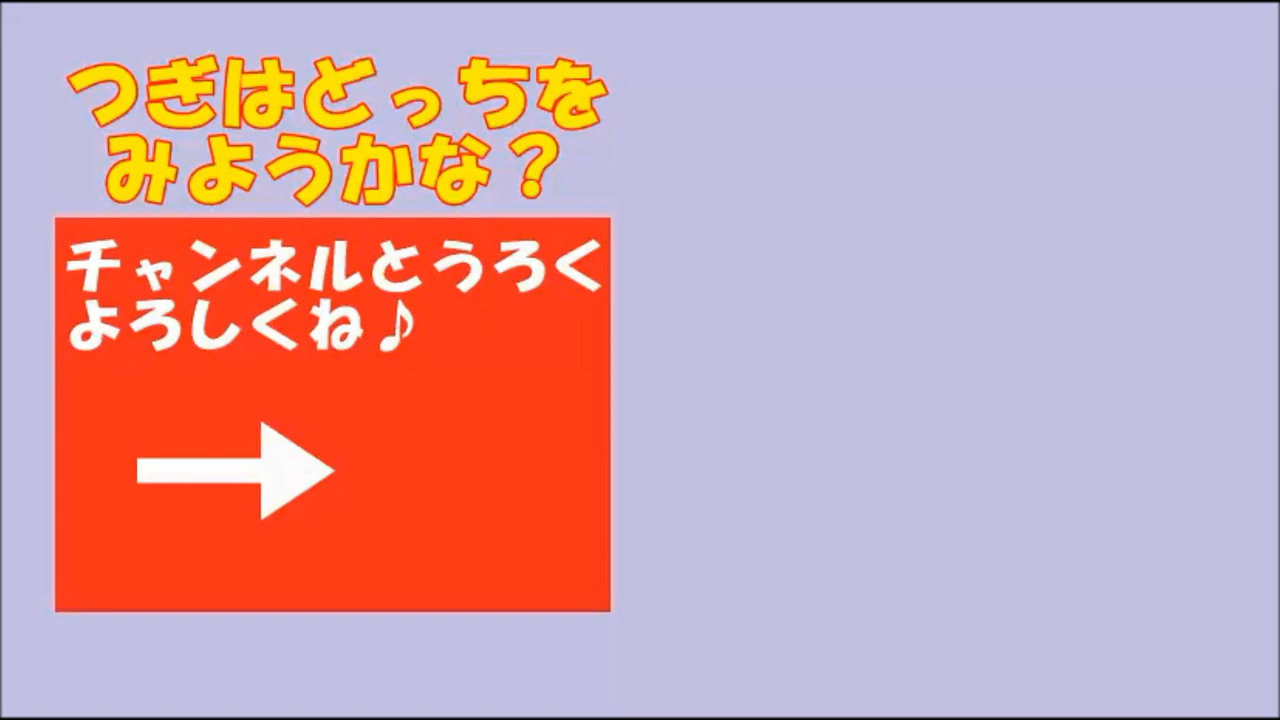 つぎはどっちを
みようかな？
チャンネルとうろく
よろしくね♪